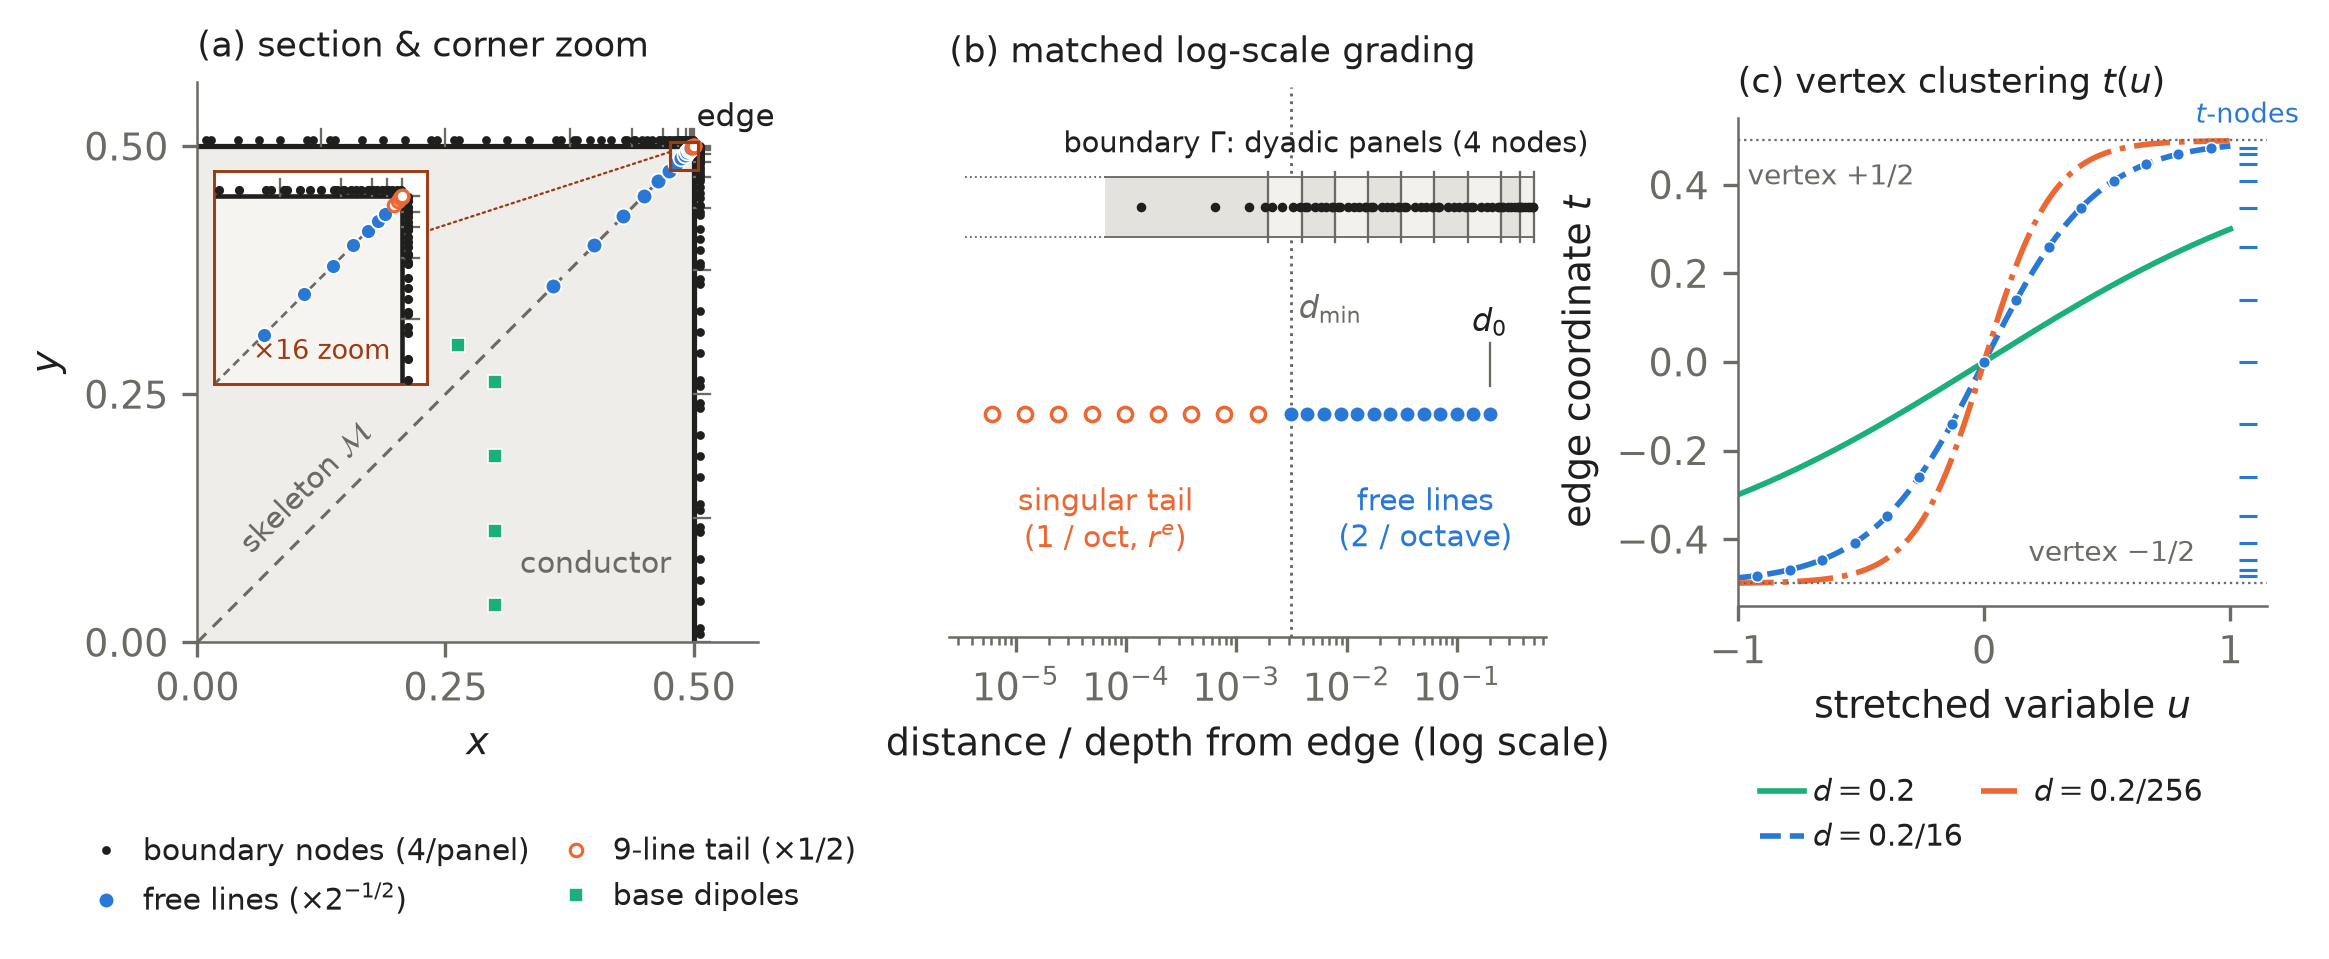 (a) section & corner zoom
edge
0.50
0.25
0.00
y
×16 zoom
skeleton ℳ
conductor
0.00
0.25
0.50
x
boundary nodes (4/panel)
free lines (×2^{−1/2})
9-line tail (×1/2)
base dipoles
(b) matched log-scale grading
boundary Γ: dyadic panels (4 nodes)
d_min
d_0
singular tail
(1 / oct, r^e)
free lines
(2 / octave)
10^{−5}
10^{−4}
10^{−3}
10^{−2}
10^{−1}
distance / depth from edge (log scale)
(c) vertex clustering t(u)
t-nodes
vertex +1/2
0.4
0.2
0.0
−0.2
−0.4
edge coordinate t
vertex −1/2
−1
0
1
stretched variable u
d = 0.2
d = 0.2/16
d = 0.2/256